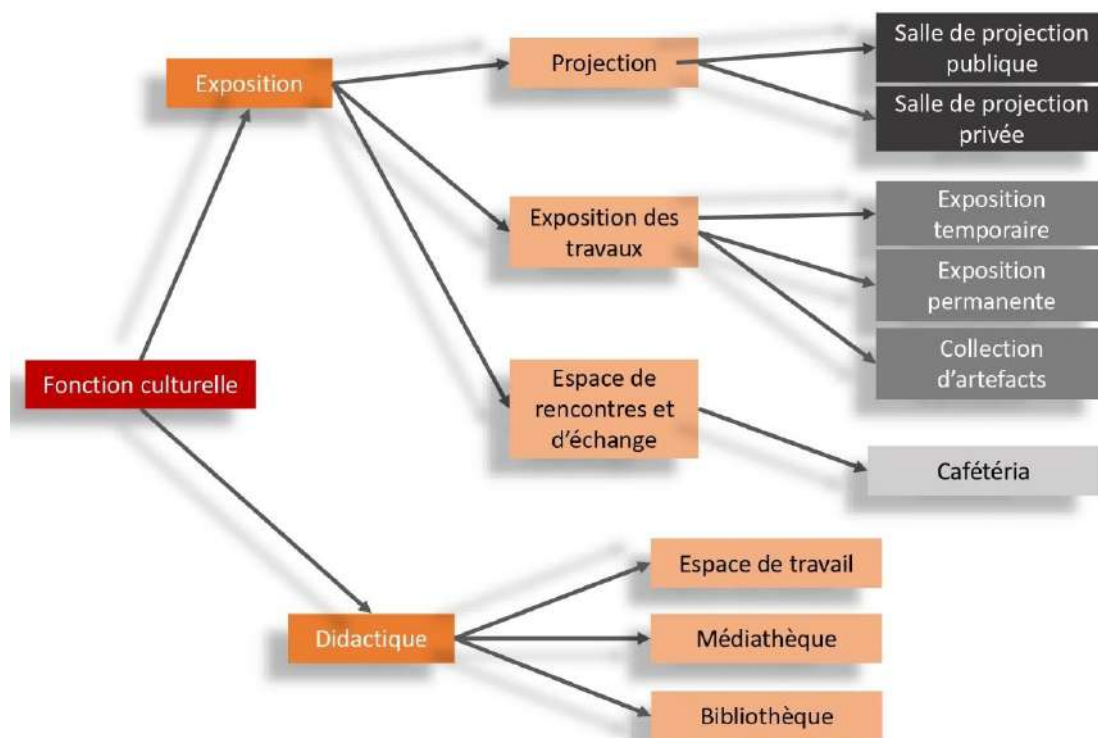 Salle de projection
publique
Projection
Exposition
Salle de projection
privée
Exposition des
travaux
Exposition
temporaire
Exposition
permanente
Collection
d'artefacts
Fonction culturelle
Espace de
rencontres et
d'échange
Cafétéria
Espace de travail
Didactique
Médiathèque
Bibliothèque